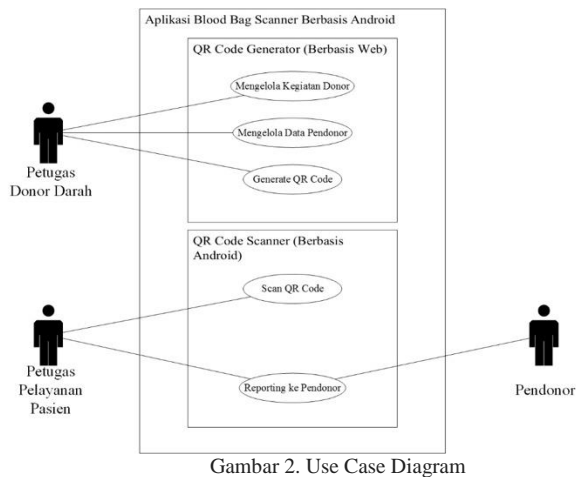 Aplikasi Blood Bag Scanner Berbasis Android
QR Code Generator (Berbasis Web)
Mengelola Kegiatan Donor
Mengelola Data Pendonor
Generate QR Code
Petugas
Donor Darah
QR Code Scanner (Berbasis
Android)
Scan QR Code
Reporting ke Pendonor
Petugas
Pelayanan
Pasien
Pendonor
Gambar 2. Use Case Diagram